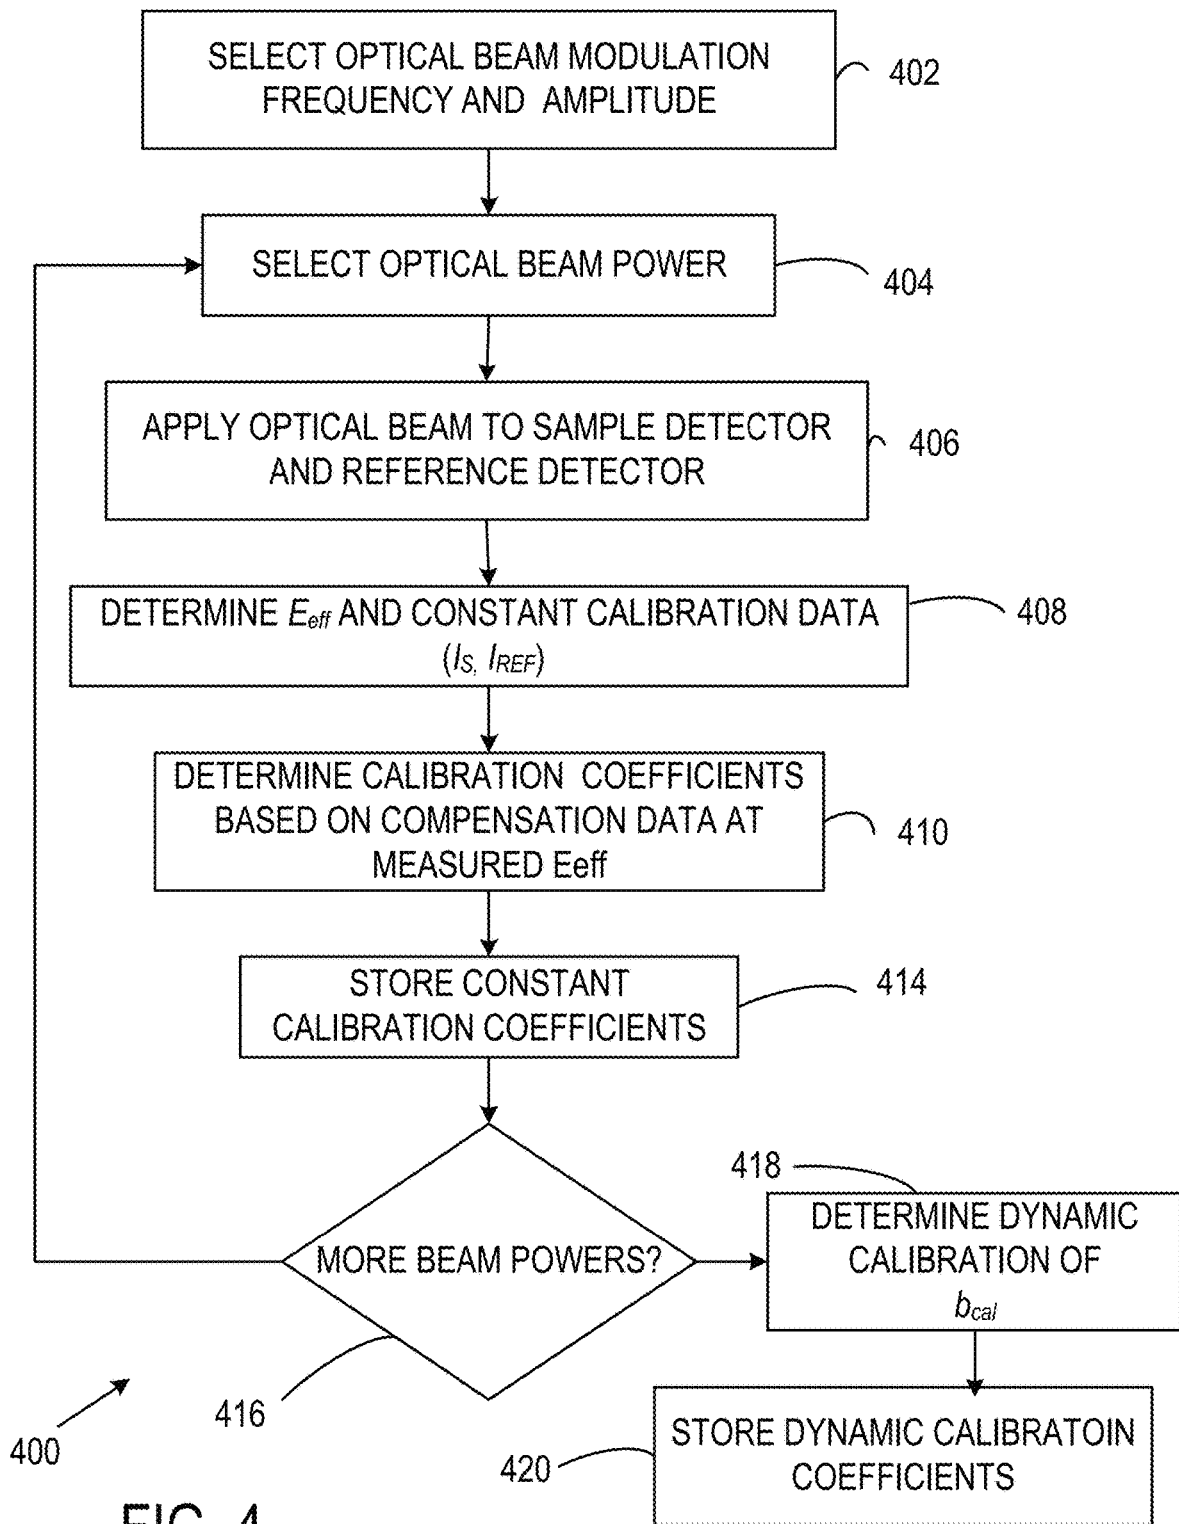 SELECT OPTICAL BEAM MODULATION
FREQUENCY AND AMPLITUDE
402
SELECT OPTICAL BEAM POWER
404
APPLY OPTICAL BEAM TO SAMPLE DETECTOR
AND REFERENCE DETECTOR
406
DETERMINE Eeff AND CONSTANT CALIBRATION DATA
(IS, IREF)
408
DETERMINE CALIBRATION COEFFICIENTS
BASED ON COMPENSATION DATA AT
MEASURED Eeff
410
STORE CONSTANT
CALIBRATION COEFFICIENTS
414
MORE BEAM POWERS?
416
418
DETERMINE DYNAMIC
CALIBRATION OF
bcal
STORE DYNAMIC CALIBRATOIN
COEFFICIENTS
420
400
FIG. 4